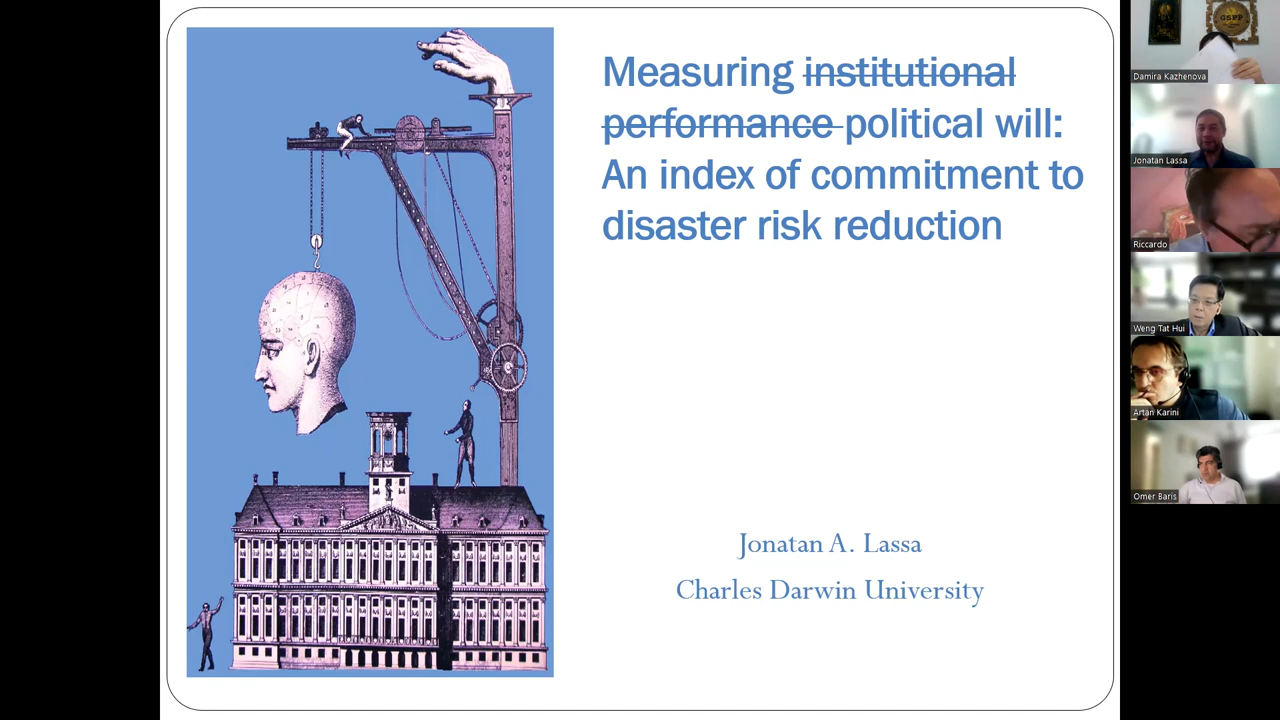 Measuring institutional
performance political will:
An index of commitment to
disaster risk reduction
Jonatan A. Lassa
Charles Darwin University
GSPP
Damira Kazhenova
Jonatan Lassa
Riccardo
Weng Tat Hui
Artan Karini
Omer Baris